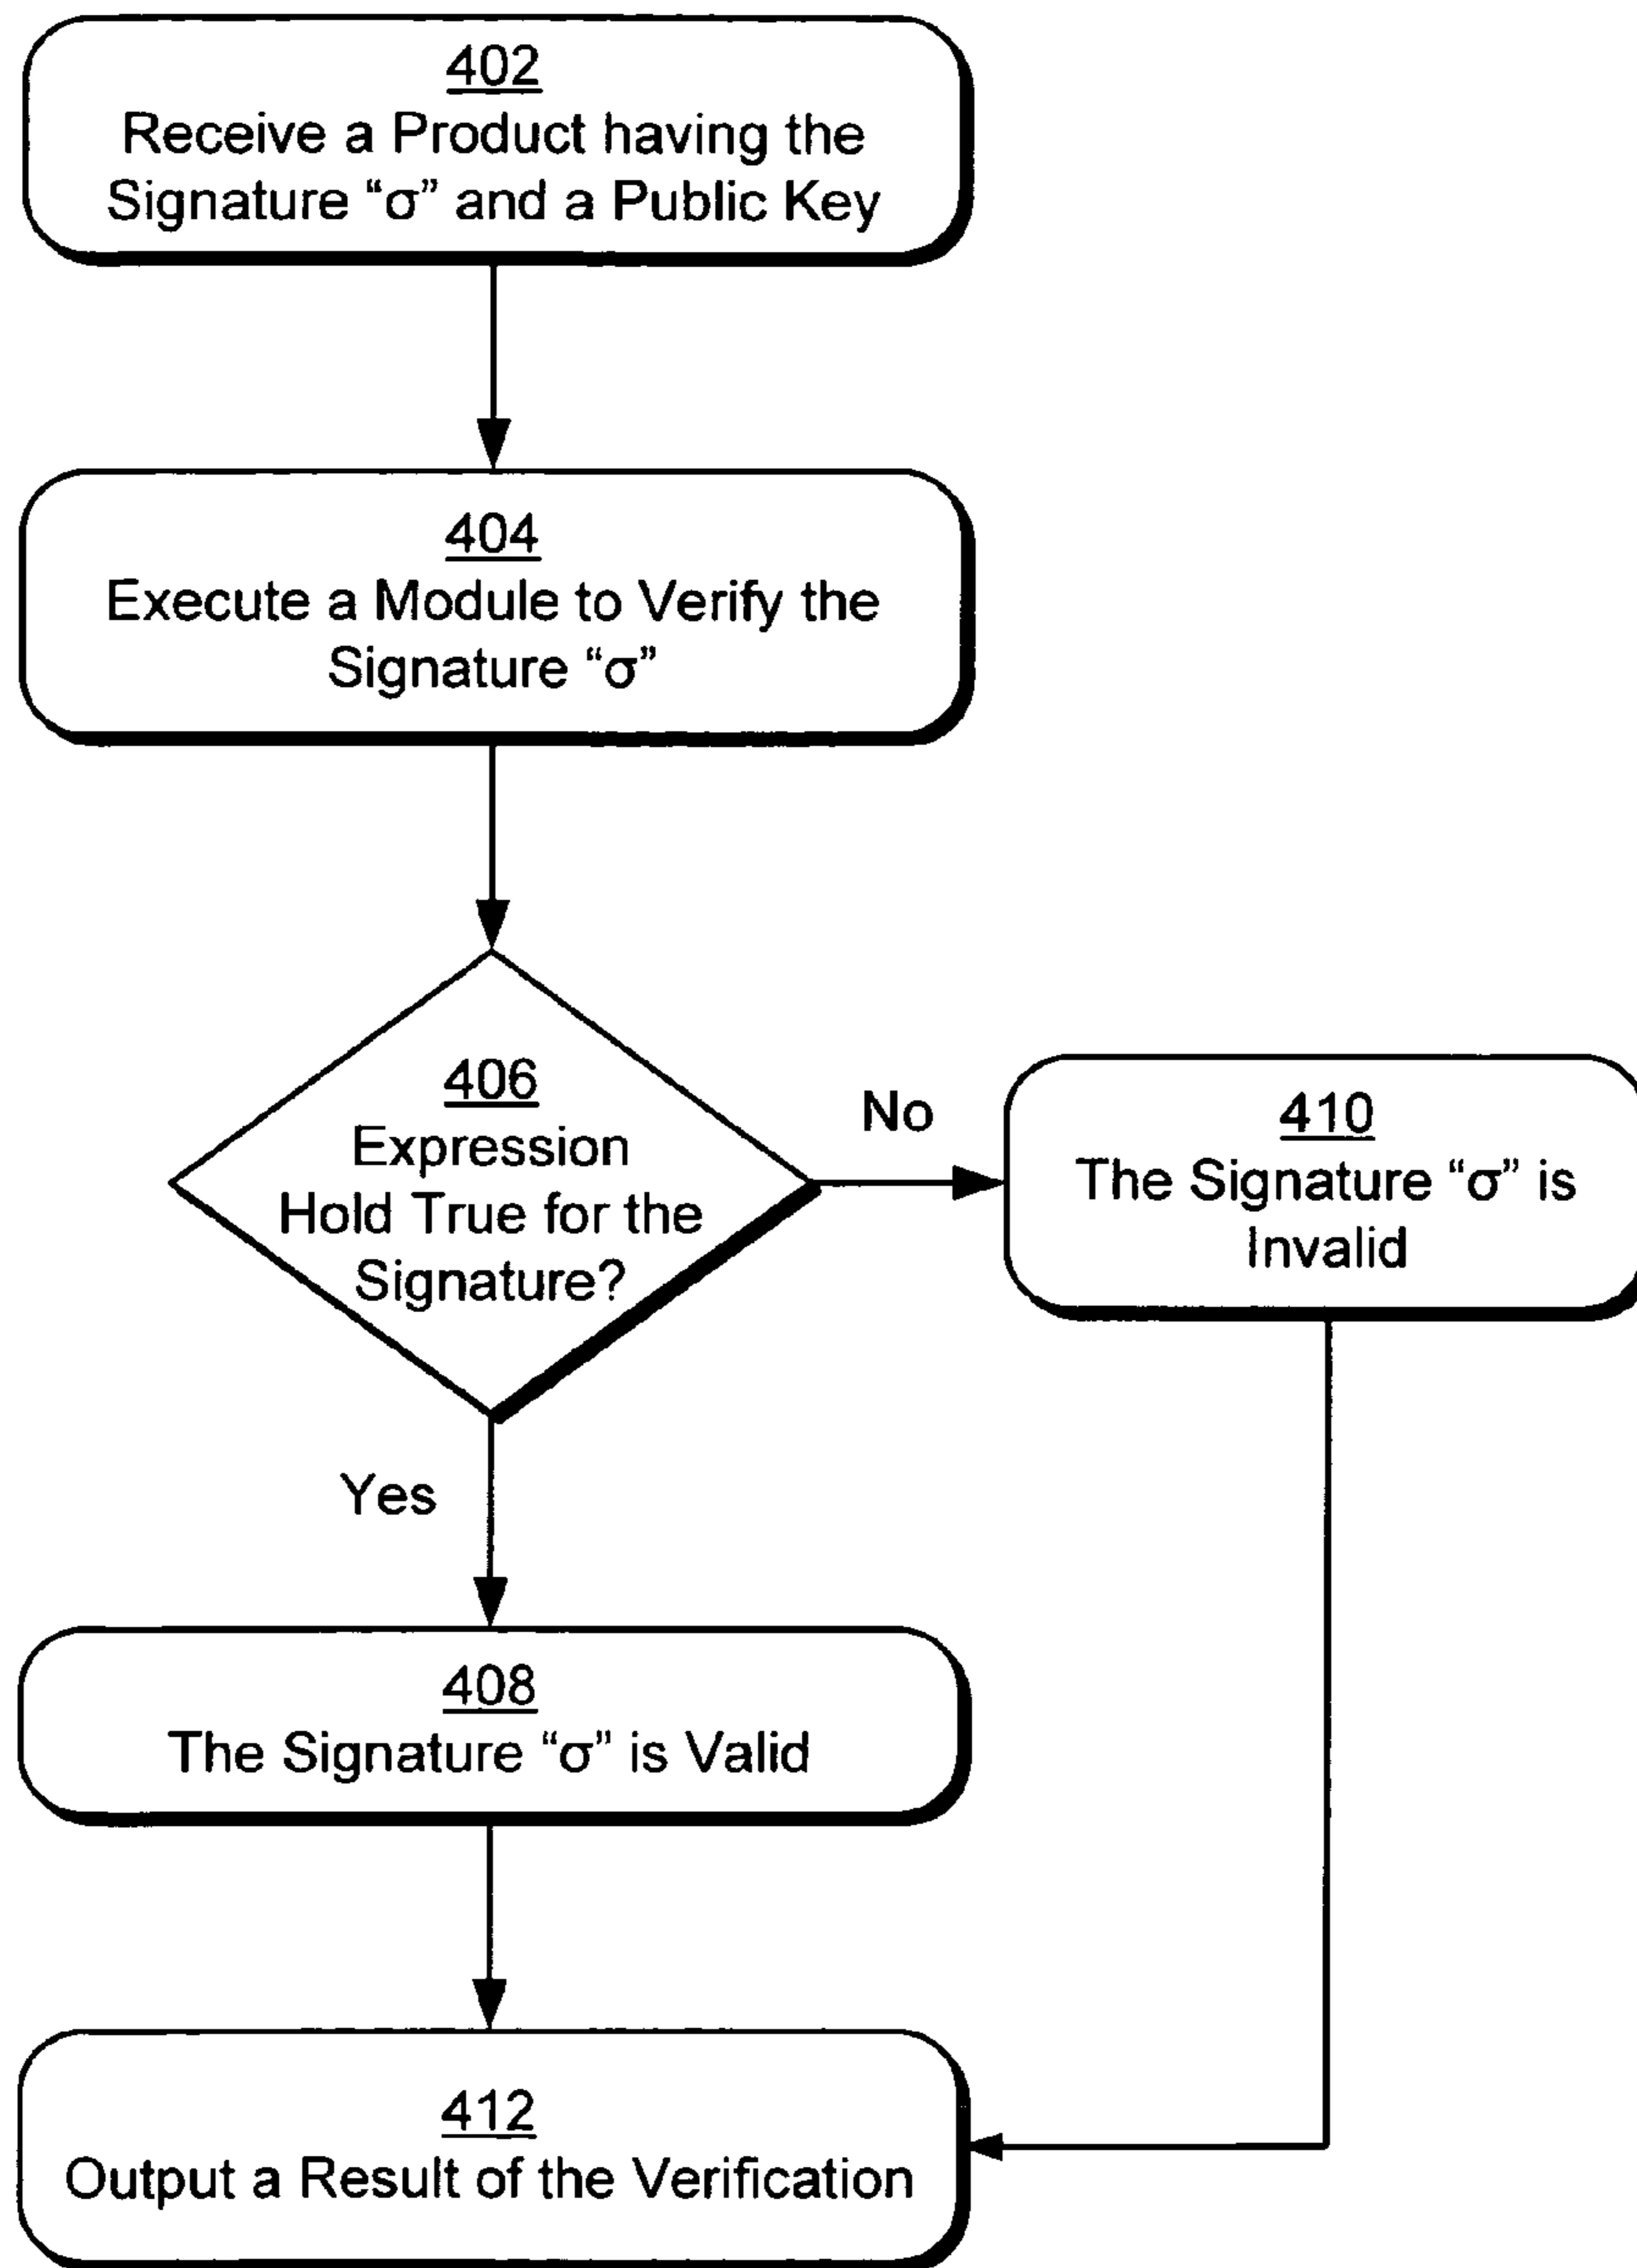 402
Receive a Product having the
Signature “σ” and a Public Key
404
Execute a Module to Verify the
Signature “σ”
406
Expression
Hold True for the
Signature?
No
410
The Signature “σ” is
Invalid
Yes
408
The Signature “σ” is Valid
412
Output a Result of the Verification